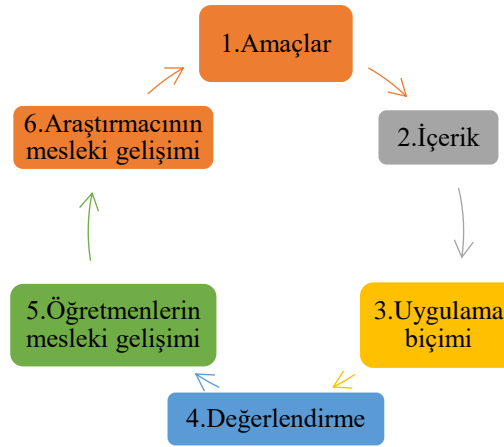 1.Amaçlar
2.İçerik
3.Uygulama
biçimi
4.Değerlendirme
5.Öğretmenlerin
mesleki gelişimi
6.Araştırmacının
mesleki gelişimi